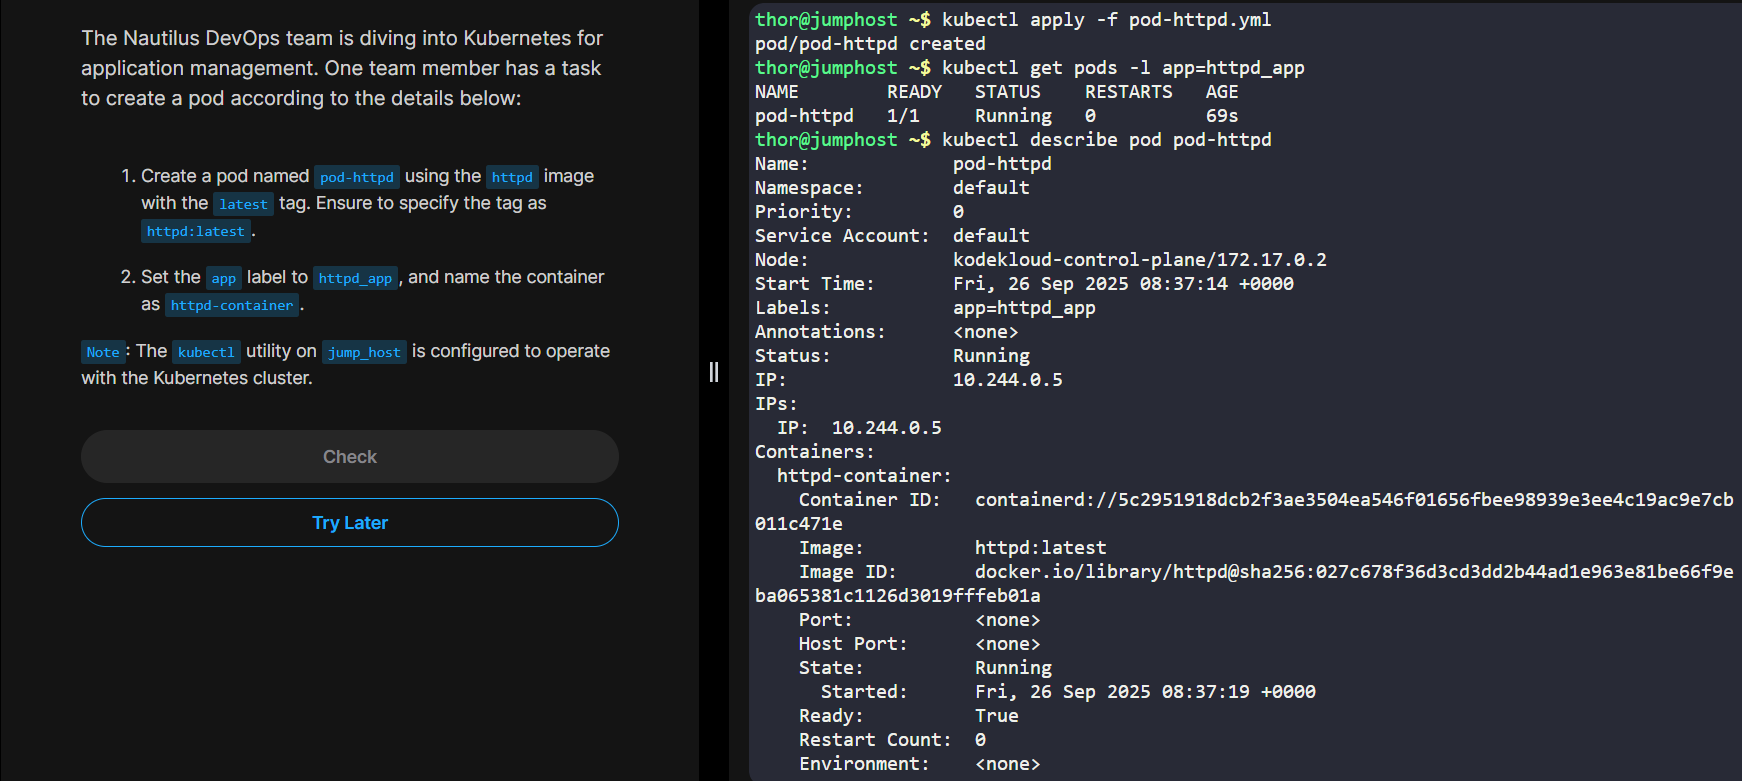 The Nautilus DevOps team is diving into Kubernetes for
application management. One team member has a task
to create a pod according to the details below:
1. Create a pod named pod-httpd using the httpd image
with the latest tag. Ensure to specify the tag as
httpd:latest.
2. Set the app label to httpd_app, and name the container
as httpd-container.
Note: The kubectl utility on jump_host is configured to operate
with the Kubernetes cluster.
Check
Try Later
thor@jumphost ~$ kubectl apply -f pod-httpd.yml
pod/pod-httpd created
thor@jumphost ~$ kubectl get pods -l app=httpd_app
NAME        READY   STATUS    RESTARTS   AGE
pod-httpd   1/1     Running   0          69s
thor@jumphost ~$ kubectl describe pod pod-httpd
Name:             pod-httpd
Namespace:        default
Priority:         0
Service Account:  default
Node:             kodekloud-control-plane/172.17.0.2
Start Time:       Fri, 26 Sep 2025 08:37:14 +0000
Labels:           app=httpd_app
Annotations:      <none>
Status:           Running
IP:               10.244.0.5
IPs:
  IP:  10.244.0.5
Containers:
  httpd-container:
    Container ID:   containerd://5c2951918dcb2f3ae3504ea546f01656fbee98939e3ee4c19ac9e7cb
011c471e
    Image:          httpd:latest
    Image ID:       docker.io/library/httpd@sha256:027c678f36d3cd3dd2b44ad1e963e81be66f9e
ba065381c1126d3019fffeb01a
    Port:           <none>
    Host Port:      <none>
    State:          Running
      Started:      Fri, 26 Sep 2025 08:37:19 +0000
    Ready:          True
    Restart Count:  0
    Environment:    <none>